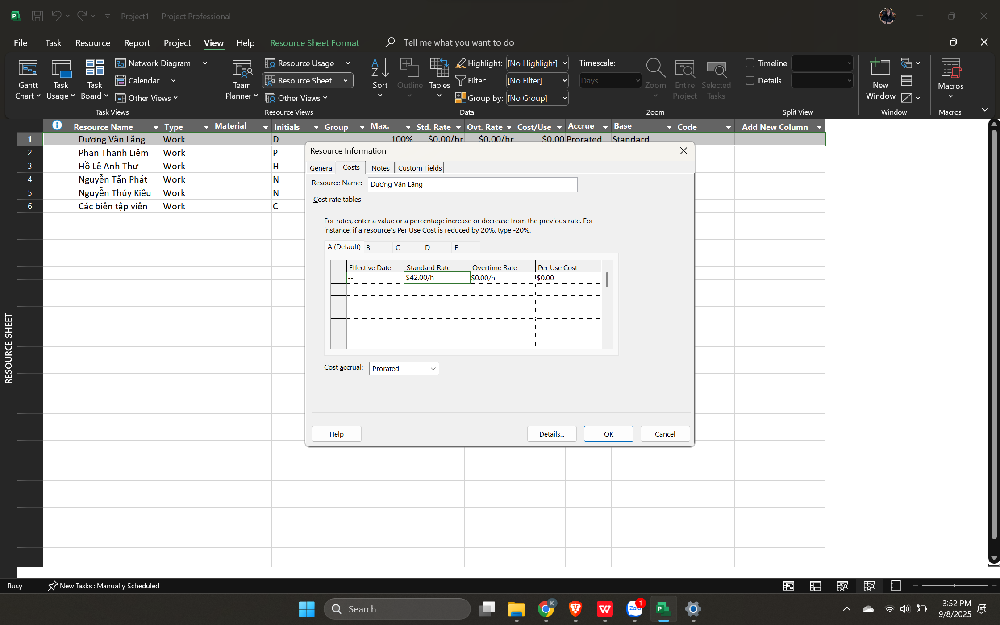 Project1 - Project Professional
File Task Resource Report Project View Help Resource Sheet Format Tell me what you want to do
Gantt Chart
Task Usage
Task Board
Network Diagram
Calendar
Other Views
Task Views
Team Planner
Resource Usage
Resource Sheet
Other Views
Resource Views
Sort
Outline
Tables
Highlight: [No Highlight]
Filter: [No Filter]
Group by: [No Group]
Data
Timescale:
Days
Zoom
Entire Project
Selected Tasks
Zoom
Timeline
Details
Split View
New Window
Window
Macros
Macros
Resource Name Type Material Initials Group Max. Std. Rate Ovt. Rate Cost/Use Accrue Base Code Add New Column
1 Dương Văn Lăng Work D 100% $0.00/hr $0.00/hr $0.00 Prorated Standard
2 Phan Thanh Liêm Work P
3 Hồ Lê Anh Thư Work H
4 Nguyễn Tấn Phát Work N
5 Nguyễn Thúy Kiều Work N
6 Các biên tập viên Work C
RESOURCE SHEET
Resource Information
General Costs Notes Custom Fields
Resource Name: Dương Văn Lăng
Cost rate tables
For rates, enter a value or a percentage increase or decrease from the previous rate. For
instance, if a resource's Per Use Cost is reduced by 20%, type -20%.
A (Default) B C D E
Effective Date Standard Rate Overtime Rate Per Use Cost
-- $42.00/h $0.00/h $0.00
Cost accrual: Prorated
Help Details... OK Cancel
Busy New Tasks : Manually Scheduled
Search
K
Zalo
1
3:52 PM
9/8/2025